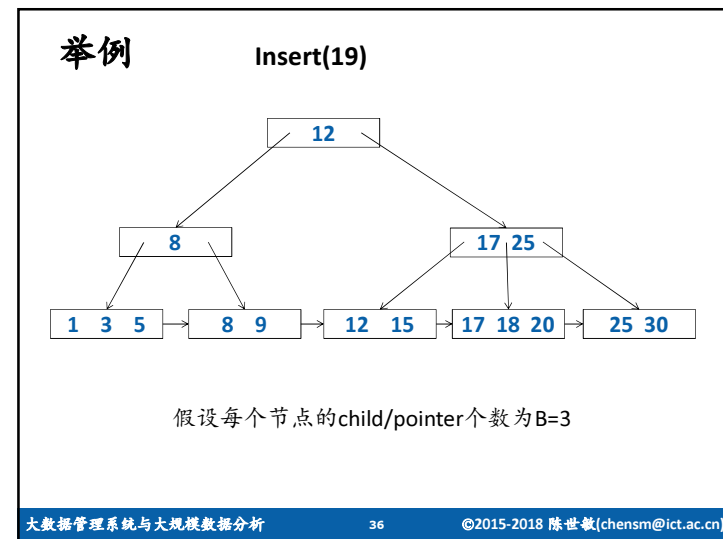 举例 Insert(19)
12
8 17 25
1 3 5 8 9 12 15 17 18 20 25 30
假设每个节点的child/pointer个数为B=3
大数据管理系统与大规模数据分析 36 ©2015-2018 陈世敏(chensm@ict.ac.cn)